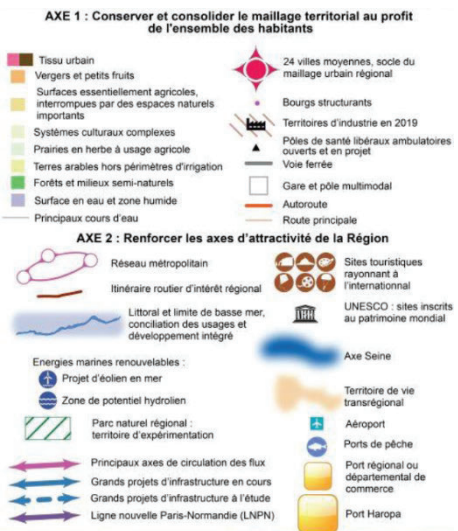 AXE 1 : Conserver et consolider le maillage territorial au profit
de l'ensemble des habitants
Tissu urbain
Vergers et petits fruits
Surfaces essentiellement agricoles,
interrompues par des espaces naturels
importants
Systèmes culturaux complexes
Prairies en herbe à usage agricole
Terres arables hors périmètres d'irrigation
Forêts et milieux semi-naturels
Surface en eau et zone humide
Principaux cours d'eau
24 villes moyennes, socle du
maillage urbain régional
Bourgs structurants
Territoires d'industrie en 2019
Pôles de santé libéraux ambulatoires
ouverts et en projet
Voie ferrée
Gare et pôle multimodal
Autoroute
Route principale
AXE 2 : Renforcer les axes d'attractivité de la Région
Réseau métropolitain
Itinéraire routier d'intérêt régional
Littoral et limite de basse mer,
conciliation des usages et
développement intégré
Energies marines renouvelables :
Projet d'éolien en mer
Zone de potentiel hydrolien
Parc naturel régional :
territoire d'expérimentation
Principaux axes de circulation des flux
Grands projets d'infrastructure en cours
Grands projets d'infrastructure à l'étude
Ligne nouvelle Paris-Normandie (LNPN)
Sites touristiques
rayonnant à
l'internationnal
UNESCO : sites inscrits
au patrimoine mondial
Axe Seine
Territoire de vie
transrégional
Aéroport
Ports de pêche
Port régional ou
départemental de
commerce
Port Haropa